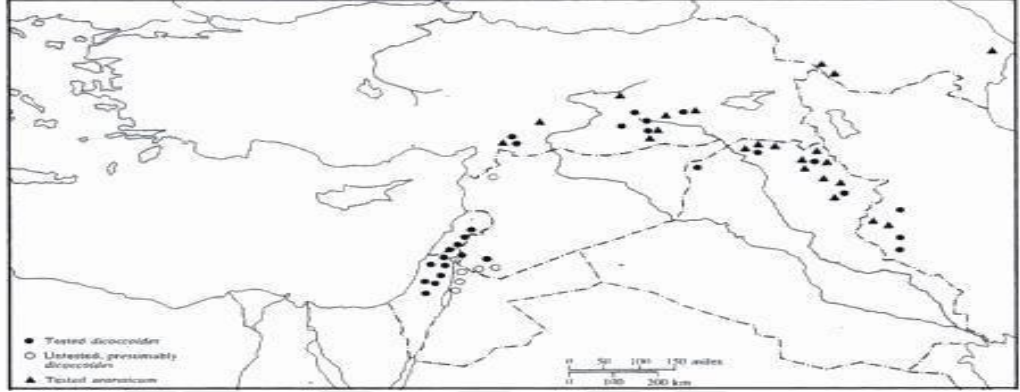 Tested dicoccoides
Untested, presumably
dicoccoides
Tested araraticum
0 50 100 150 miles
0 100 200 km